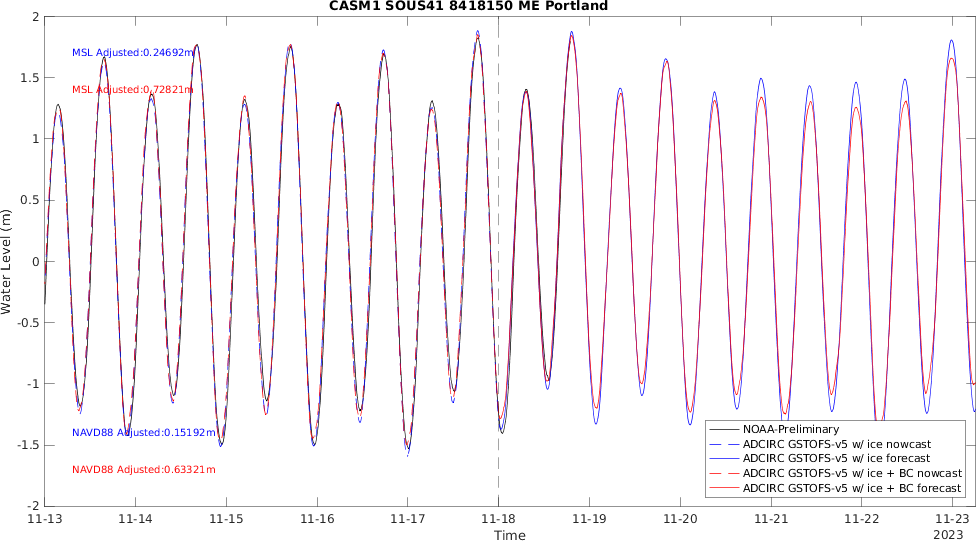 CASM1 SOUS41 8418150 ME Portland
2
1.5
1
0.5
0
-0.5
-1
-1.5
-2
Water Level (m)
MSL Adjusted:0.24692m
MSL Adjusted:0.72821m
NAVD88 Adjusted:0.15192m
NAVD88 Adjusted:0.63321m
NOAA-Preliminary
ADCIRC GSTOFS-v5 w/ ice nowcast
ADCIRC GSTOFS-v5 w/ ice forecast
ADCIRC GSTOFS-v5 w/ ice + BC nowcast
ADCIRC GSTOFS-v5 w/ ice + BC forecast
11-13 11-14 11-15 11-16 11-17 11-18 11-19 11-20 11-21 11-22 11-23
Time 2023